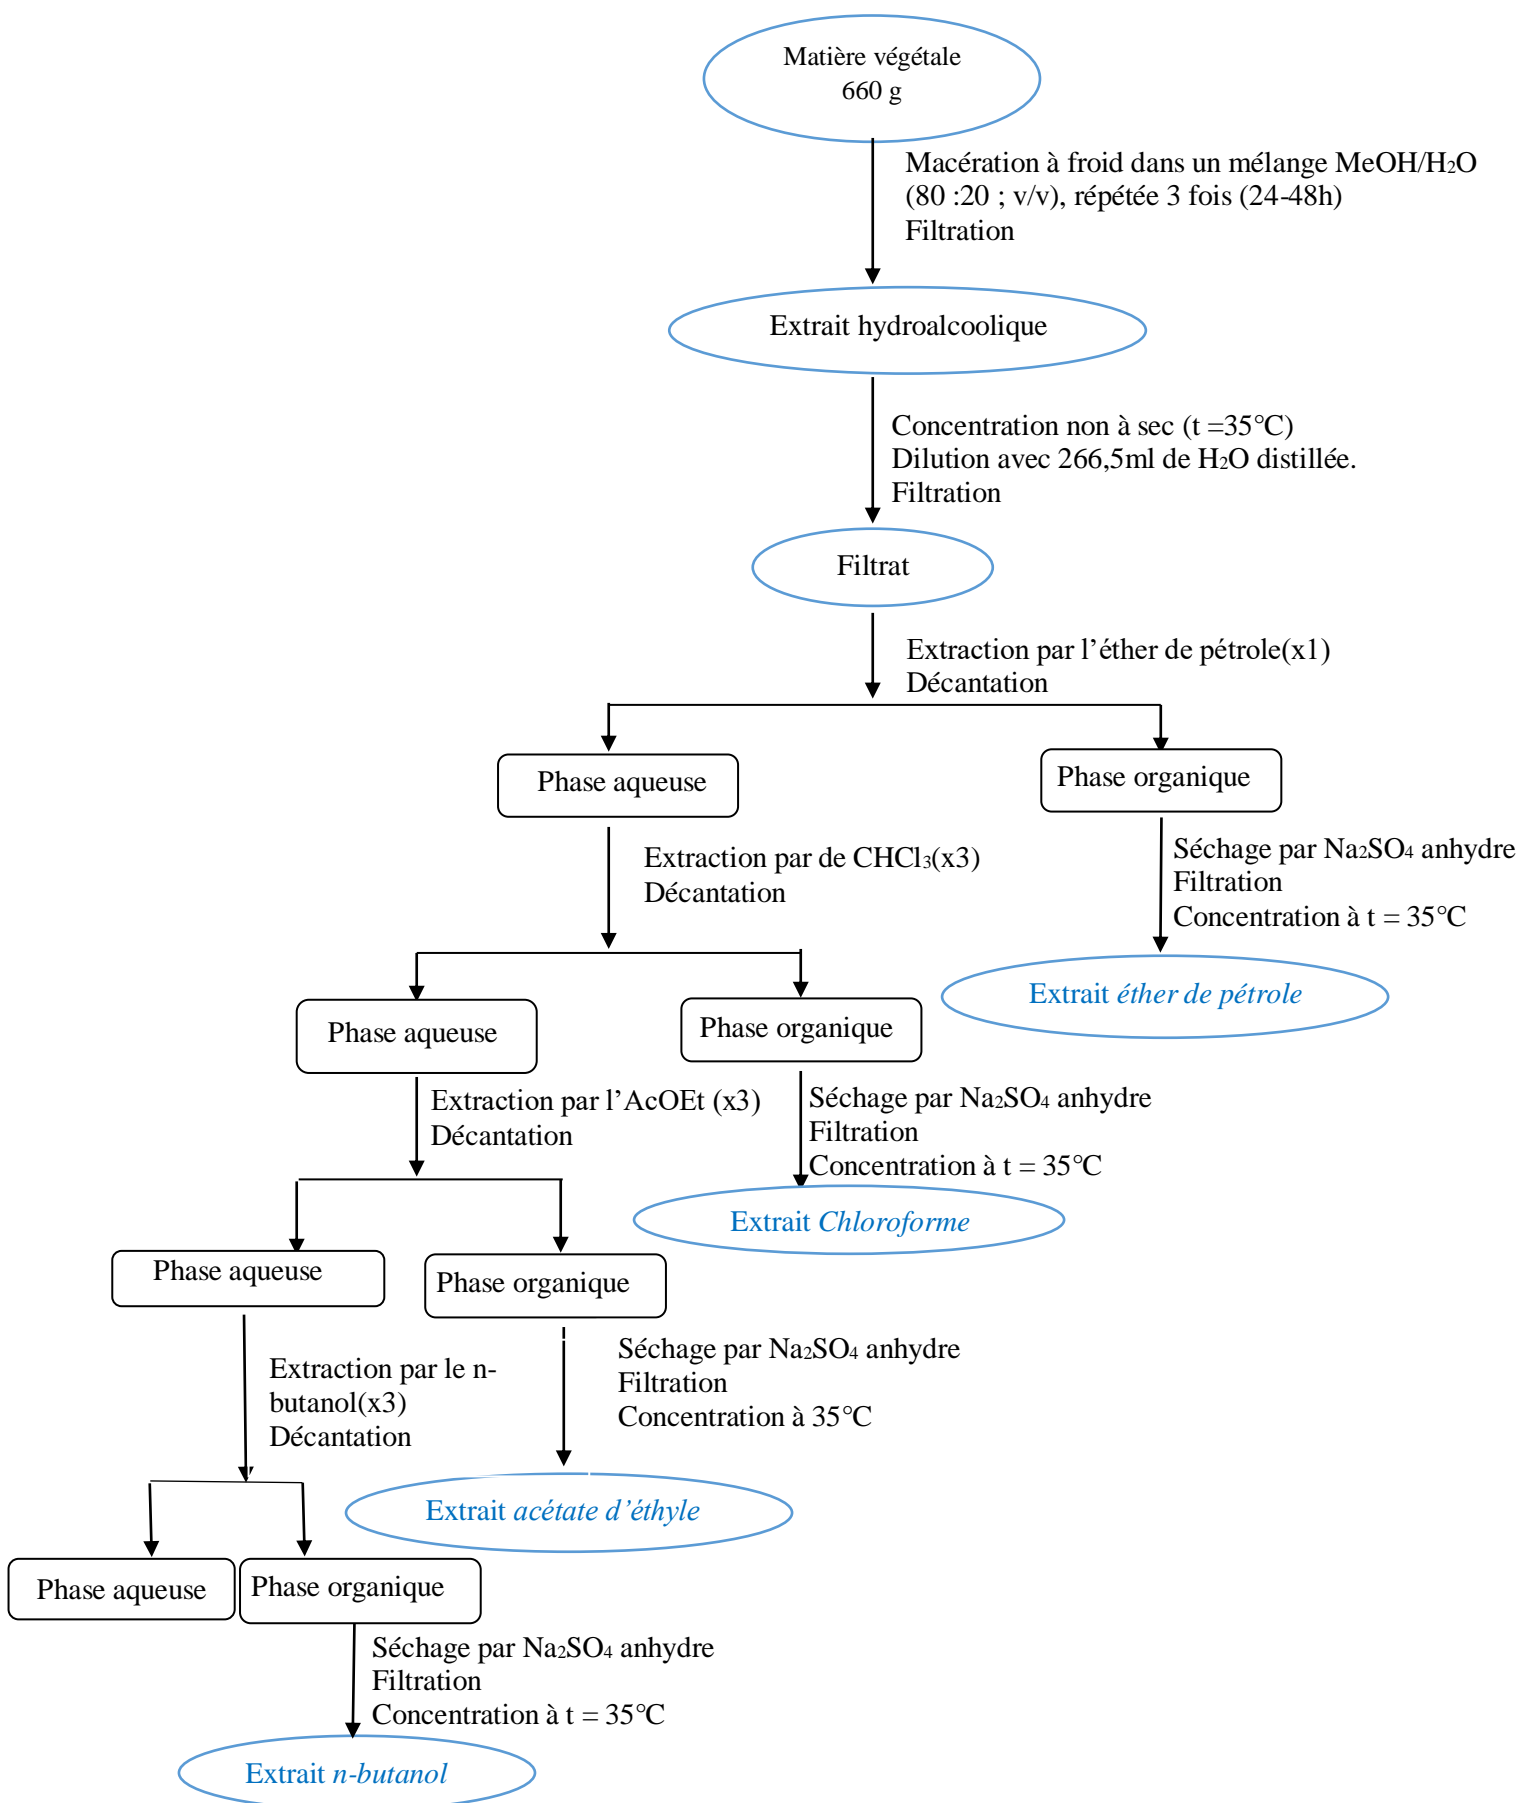 Matière végétale
660 g
Macération à froid dans un mélange MeOH/H₂O
(80 :20 ; v/v), répétée 3 fois (24-48h)
Filtration
Extrait hydroalcoolique
Concentration non à sec (t =35°C)
Dilution avec 266,5ml de H₂O distillée.
Filtration
Filtrat
Extraction par l’éther de pétrole(x1)
Décantation
Phase aqueuse
Phase organique
Extraction par de CHCl₃(x3)
Décantation
Séchage par Na₂SO₄ anhydre
Filtration
Concentration à t = 35°C
Extrait éther de pétrole
Phase aqueuse
Phase organique
Extraction par l’AcOEt (x3)
Décantation
Séchage par Na₂SO₄ anhydre
Filtration
Concentration à t = 35°C
Extrait Chloroforme
Phase aqueuse
Phase organique
Extraction par le n-
butanol(x3)
Décantation
Séchage par Na₂SO₄ anhydre
Filtration
Concentration à 35°C
Extrait acétate d’éthyle
Phase aqueuse
Phase organique
Séchage par Na₂SO₄ anhydre
Filtration
Concentration à t = 35°C
Extrait n-butanol